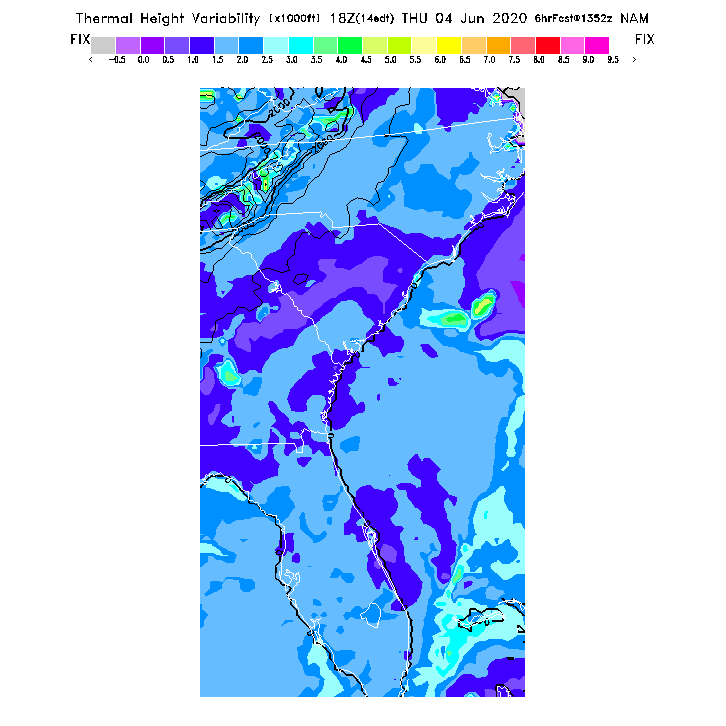 Thermal Height Variability [x1000ft] 18Z(14edt) THU 04 Jun 2020 6hrFcst@1352z NAM
FIX FIX
< -0.5 0.0 0.5 1.0 1.5 2.0 2.5 3.0 3.5 4.0 4.5 5.0 5.5 6.0 6.5 7.0 7.5 8.0 8.5 9.0 9.5 >
2000